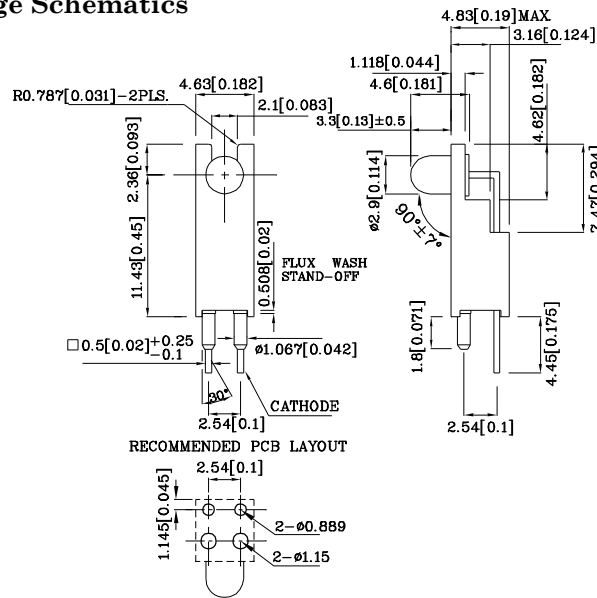 ge Schematics
4.83[0.19] MAX.
3.16[0.124]
1.118[0.044]
4.63[0.182]
4.6[0.181]
R0.787[0.031]-2PLS.
2.1[0.083]
3.3[0.13]±0.5
4.62[0.182]
2.36[0.093]
ø2.9[0.114]
90°±7°
7.47[0.294]
11.43[0.45]
0.508[0.02]
FLUX WASH
STAND-OFF
□0.5[0.02]+0.25
-0.1
ø1.067[0.042]
1.8[0.071]
4.45[0.175]
30°
CATHODE
2.54[0.1]
2.54[0.1]
RECOMMENDED PCB LAYOUT
2.54[0.1]
1.145[0.045]
2-ø0.889
2-ø1.15